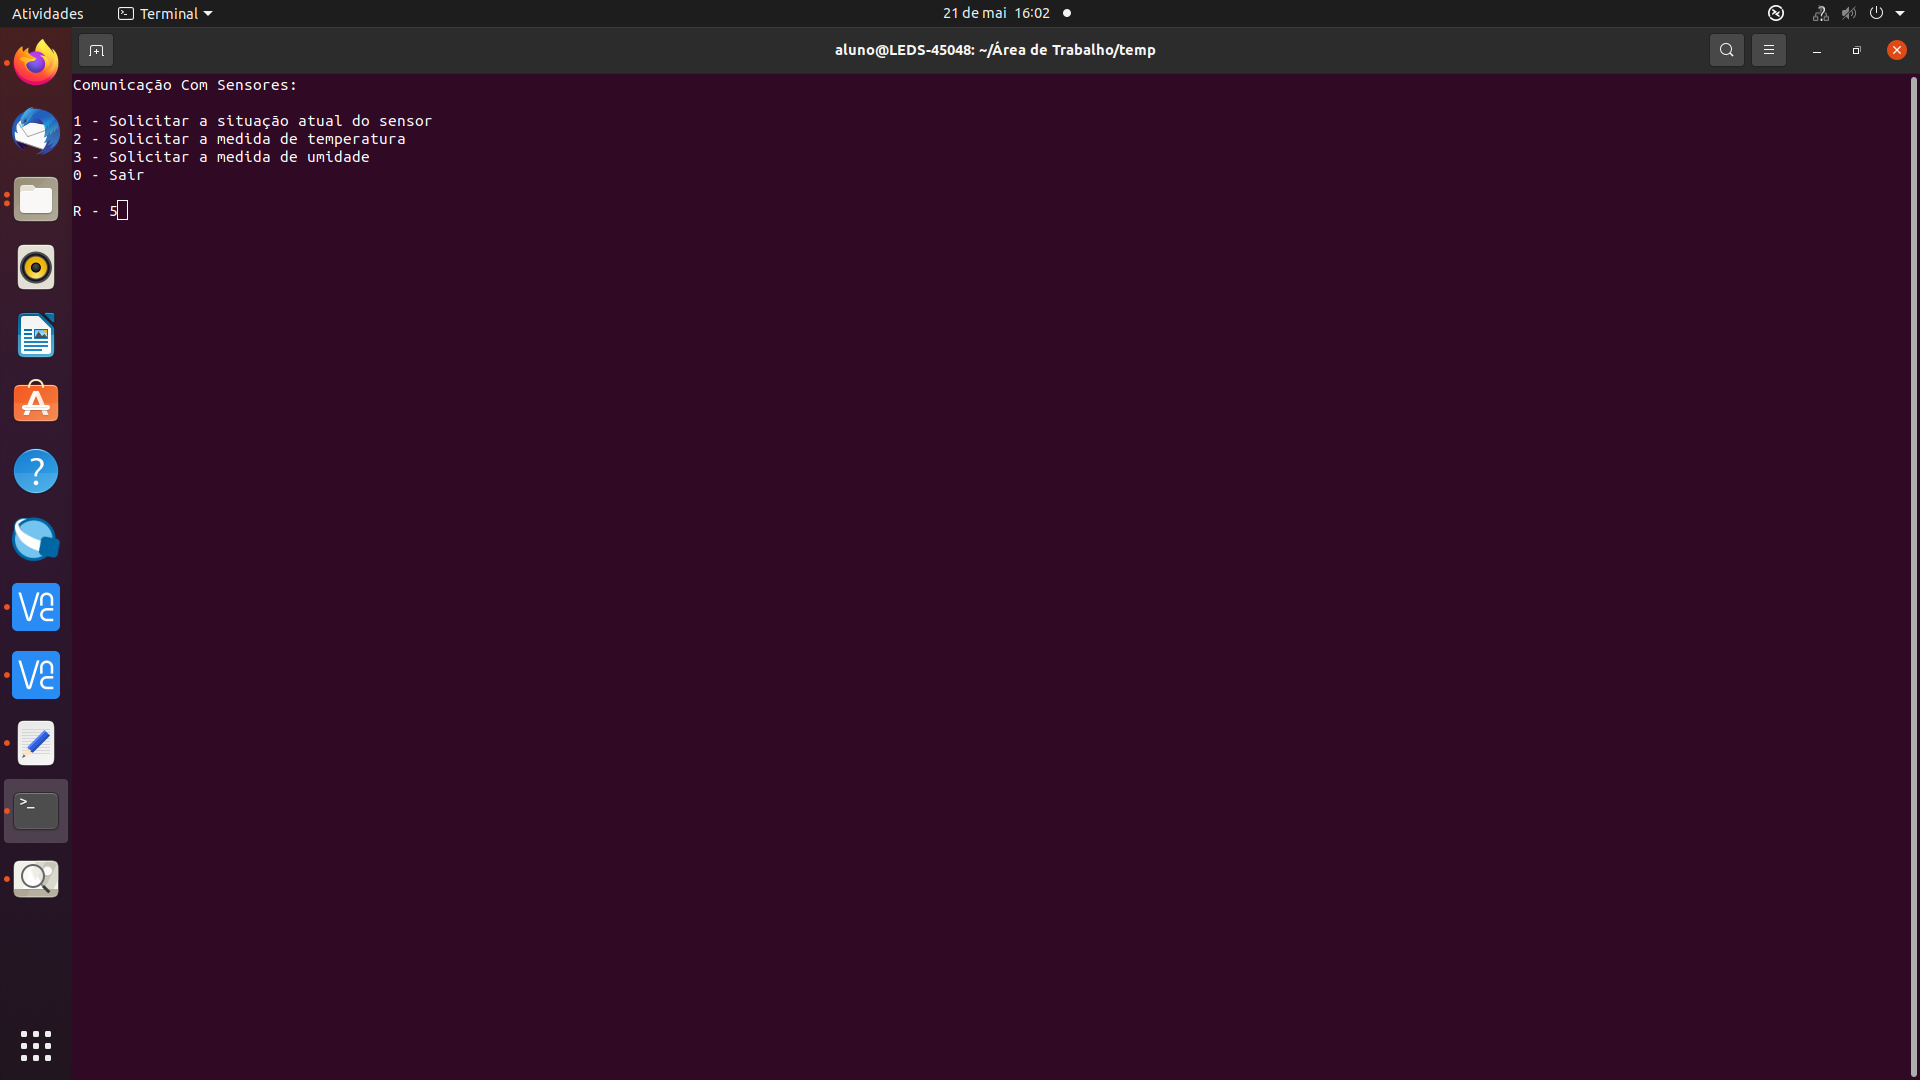 Atividades
Terminal
21 de mai 16:02
aluno@LEDS-45048: ~/Área de Trabalho/temp
Comunicação Com Sensores:
1 - Solicitar a situação atual do sensor
2 - Solicitar a medida de temperatura
3 - Solicitar a medida de umidade
0 - Sair
R - 5